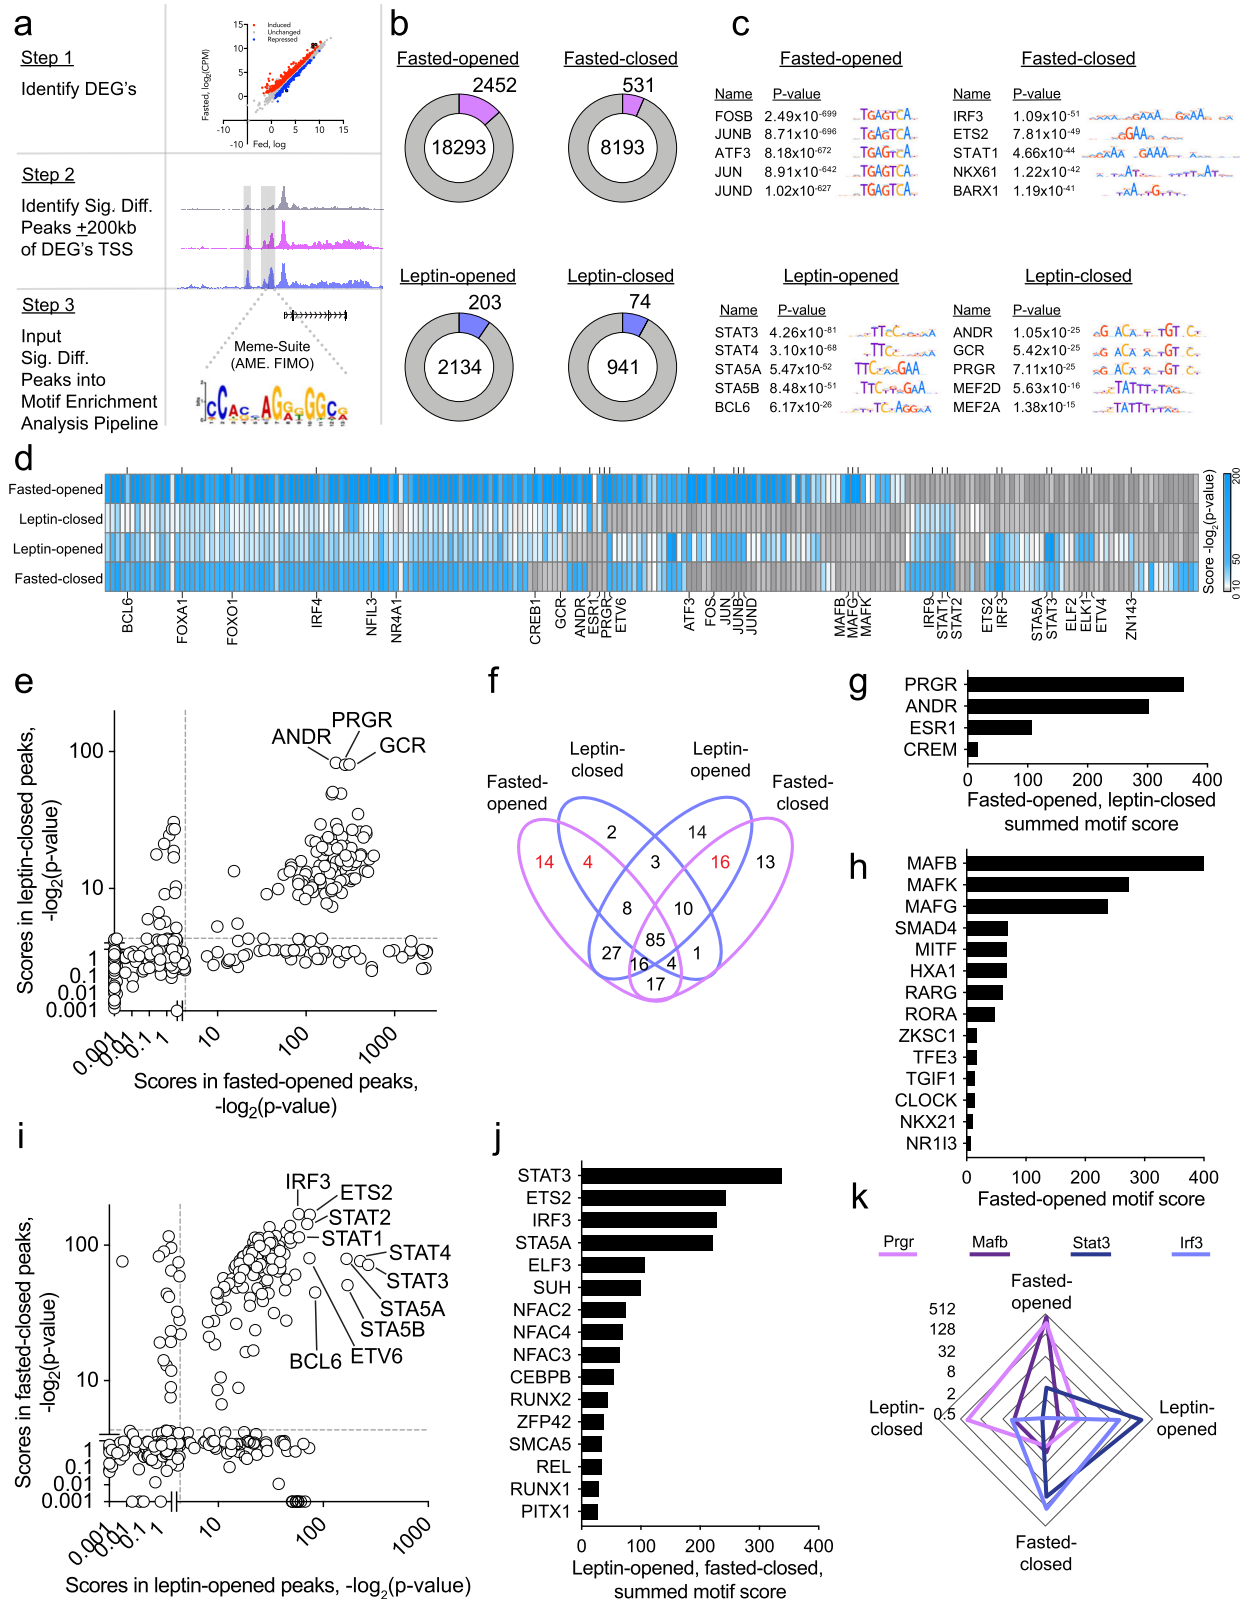 a
Step 1
Identify DEG's
Fasted, log2(CPM)
15
10
5
0
-10
Induced
Unchanged
Repressed
-10 0 5 10 15
Fed, log
Step 2
Identify Sig. Diff.
Peaks ±200kb
of DEG's TSS
Step 3
Input
Sig. Diff.
Peaks into
Motif Enrichment
Analysis Pipeline
Meme-Suite
(AME. FIMO)
b
Fasted-opened Fasted-closed
2452 531
18293 8193
Leptin-opened Leptin-closed
203 74
2134 941
c
Fasted-opened
Name P-value
FOSB 2.49x10-699 TGAGTCA
JUNB 8.71x10-696 TGAGTCA
ATF3 8.18x10-672 TGAGTCA
JUN 8.91x10-642 TGAGTCA
JUND 1.02x10-627 TGAGTCA
Fasted-closed
Name P-value
IRF3 1.09x10-51
ETS2 7.81x10-49
STAT1 4.66x10-44
NKX61 1.22x10-42
BARX1 1.19x10-41
Leptin-opened
Name P-value
STAT3 4.26x10-81
STAT4 3.10x10-68
STA5A 5.47x10-52
STA5B 8.48x10-51
BCL6 6.17x10-26
Leptin-closed
Name P-value
ANDR 1.05x10-25
GCR 5.42x10-25
PRGR 7.11x10-25
MEF2D 5.63x10-16
MEF2A 1.38x10-15
d
Fasted-opened
Leptin-closed
Leptin-opened
Fasted-closed
BCL6 FOXA1 FOXO1 IRF4 NFIL3 NR4A1 CREB1 GCR ANDR ESR1 PRGR ETV6 ATF3 FOS JUN JUNB JUND MAFB MAFG MAFK IRF9 STAT1 STAT2 ETS2 IRF3 STA5A STAT3 ELF2 ELK1 ETV4 ZN143
Score -log2(p-value)
0 10 50 200
e
Scores in leptin-closed peaks,
-log2(p-value)
100
10
1
0.1
0.01
0.001
ANDR
PRGR
GCR
0.001 0.01 0.1 1 10 100 1000
Scores in fasted-opened peaks,
-log2(p-value)
f
Fasted-
opened
Leptin-
closed
Leptin-
opened
Fasted-
closed
2 14
14 4 3 16 13
8 10
85
27 16 4 1
17
g
PRGR
ANDR
ESR1
CREM
0 100 200 300 400
Fasted-opened, leptin-closed
summed motif score
h
MAFB
MAFK
MAFG
SMAD4
MITF
HXA1
RARG
RORA
ZKSC1
TFE3
TGIF1
CLOCK
NKX21
NR1I3
0 100 200 300 400
Fasted-opened motif score
i
Scores in fasted-closed peaks,
-log2(p-value)
100
10
1
0.1
0.01
0.001
IRF3
ETS2
STAT2
STAT1
STAT4
STAT3
STA5A
STA5B
ETV6
BCL6
0.001 0.01 0.1 1 10 100 1000
Scores in leptin-opened peaks, -log2(p-value)
j
STAT3
ETS2
IRF3
STA5A
ELF3
SUH
NFAC2
NFAC4
NFAC3
CEBPB
RUNX2
ZFP42
SMCA5
REL
RUNX1
PITX1
0 100 200 300 400
Leptin-opened, fasted-closed,
summed motif score
k
Prgr Mafb Stat3 Irf3
Fasted-
opened
512
128
32
8
2
0.5
Leptin-
closed
Leptin-
opened
Fasted-
closed